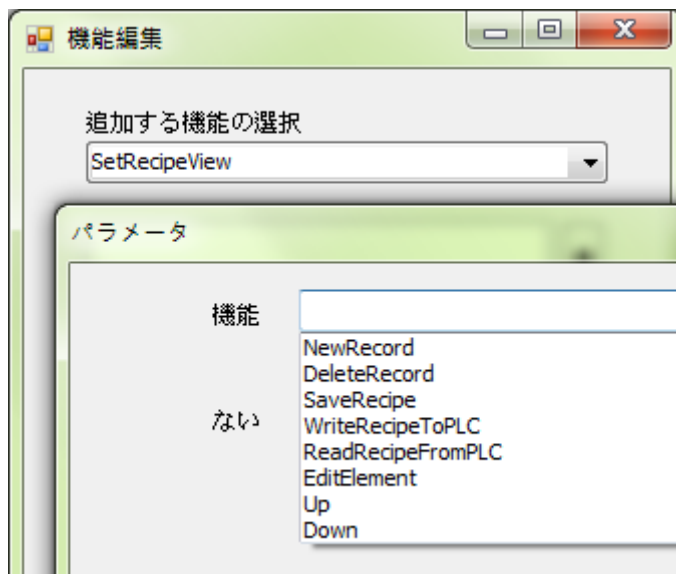 機能編集
追加する機能の選択
SetRecipeView
パラメータ
機能
NewRecord
DeleteRecord
SaveRecipe
ない
WriteRecipeToPLC
ReadRecipeFromPLC
EditElement
Up
Down